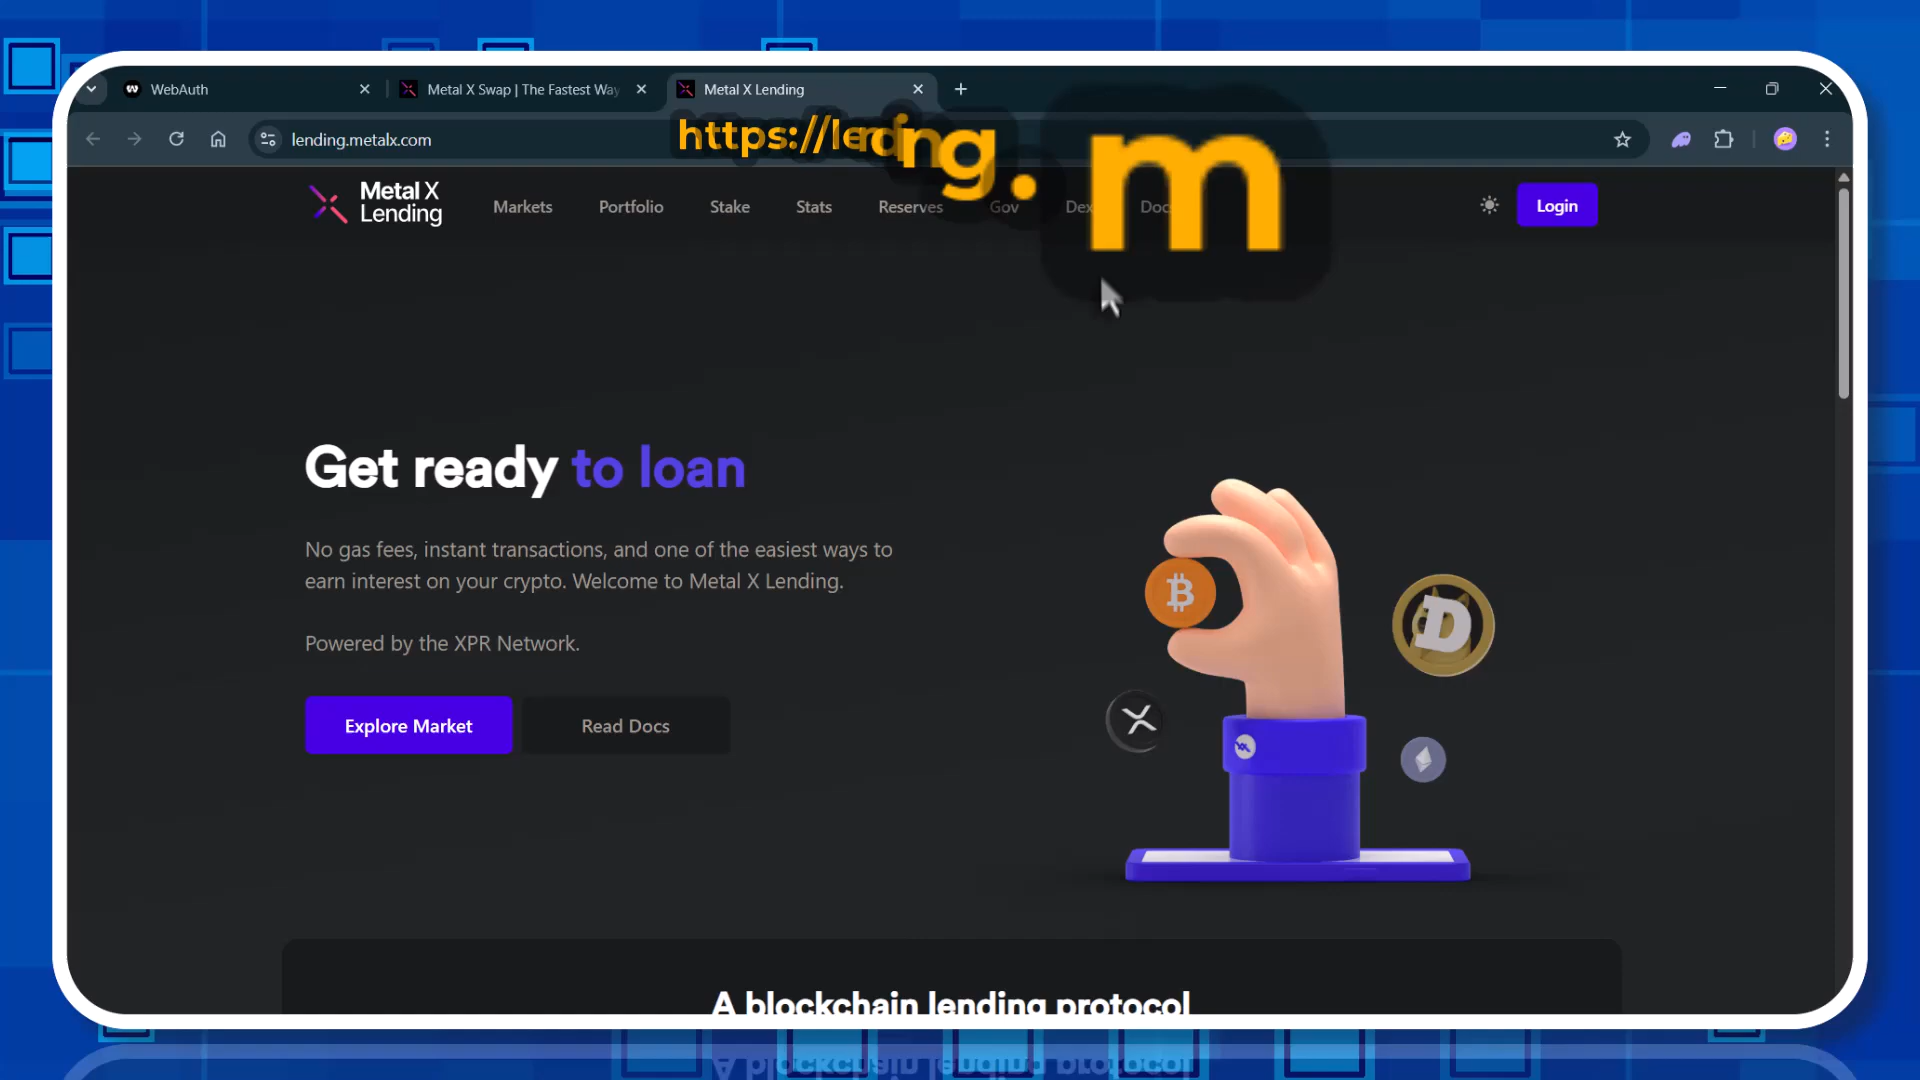 WebAuth
Metal X Swap | The Fastest Way
Metal X Lending
lending.metalx.com
https://lending.m
Metal X
Lending
Markets
Portfolio
Stake
Stats
Reserves
Gov
Dex
Docs
Login
Get ready to loan
No gas fees, instant transactions, and one of the easiest ways to
earn interest on your crypto. Welcome to Metal X Lending.
Powered by the XPR Network.
Explore Market
Read Docs
A blockchain lending protocol